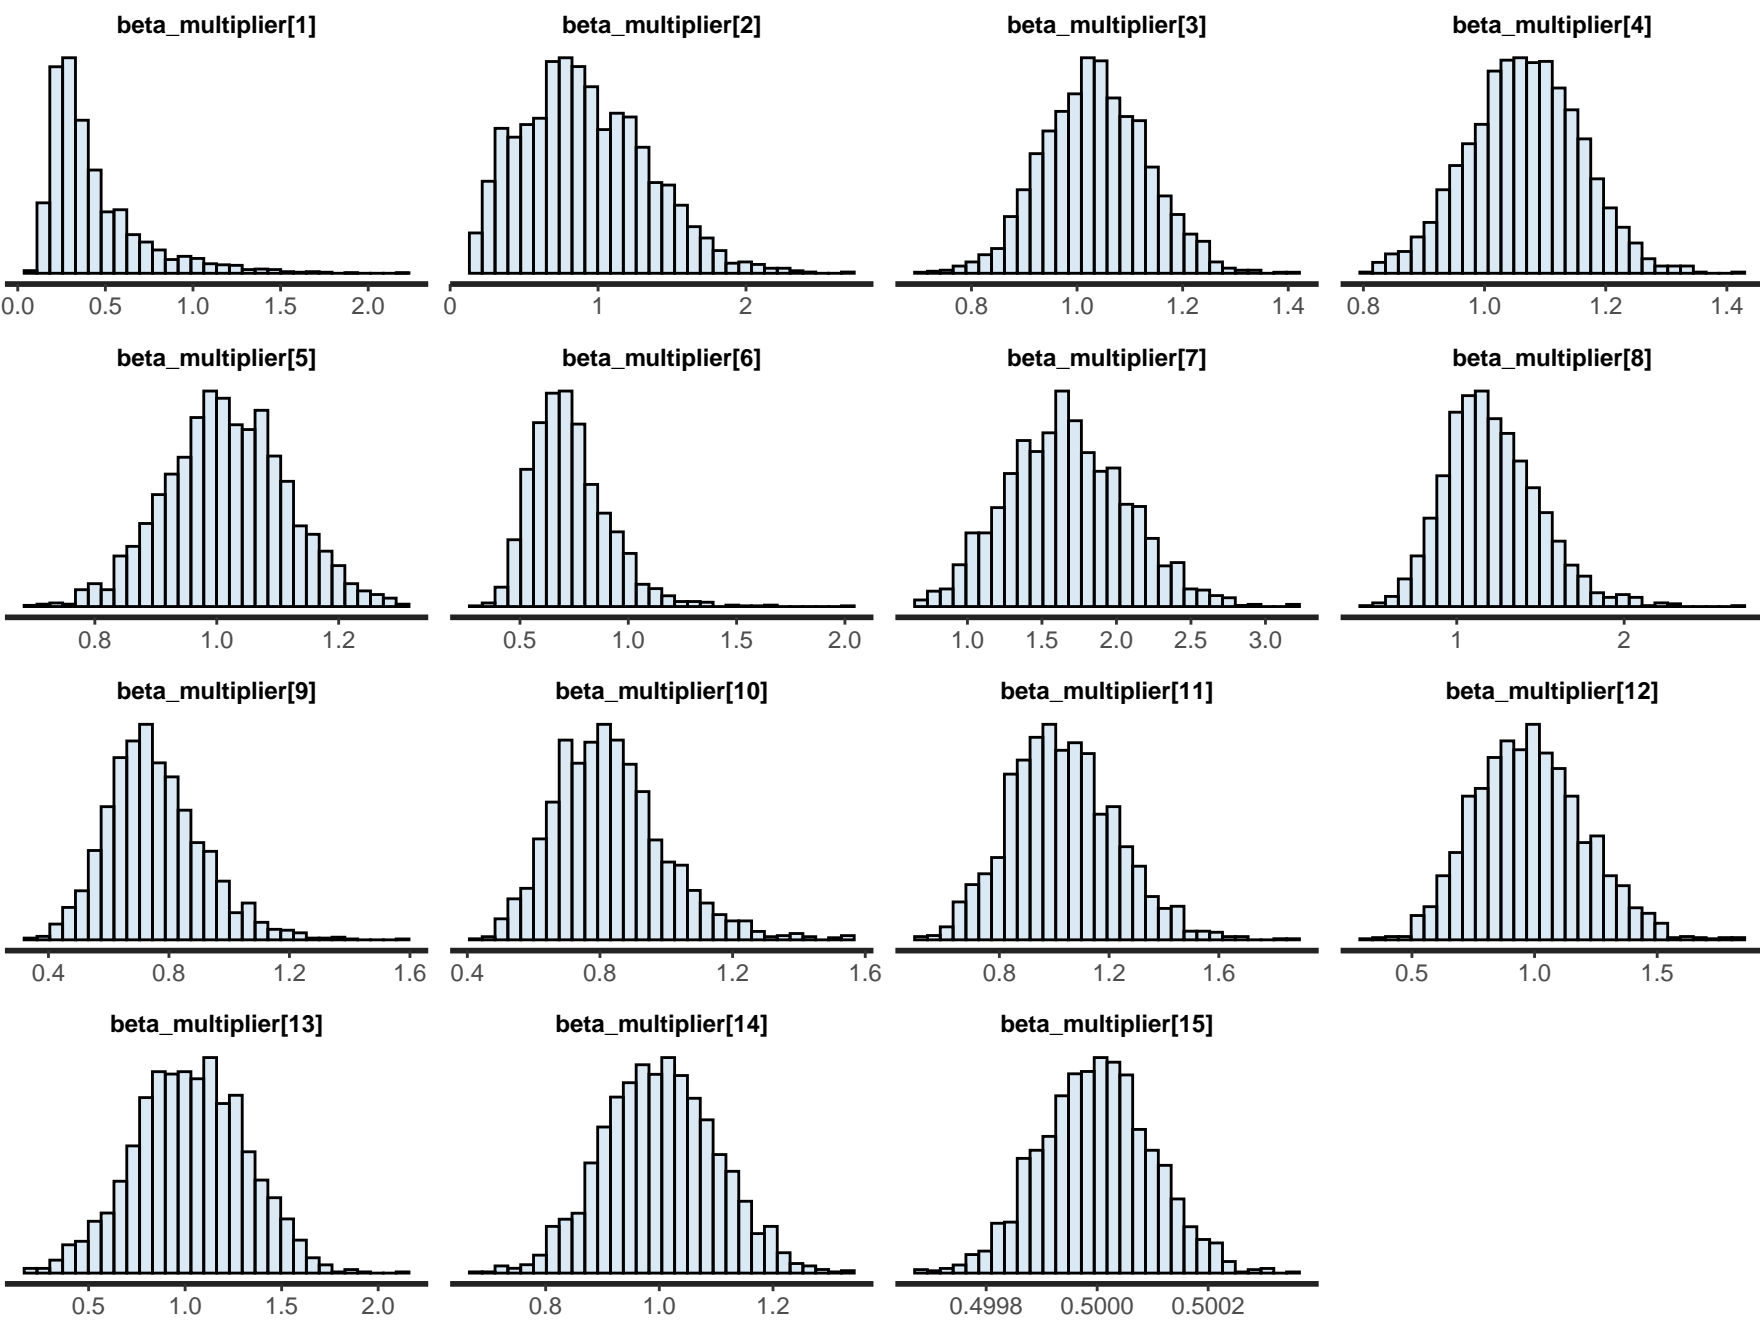 beta_multiplier[1] beta_multiplier[2] beta_multiplier[3] beta_multiplier[4]
0.0 0.5 1.0 1.5 2.0 0 1 2 0.8 1.0 1.2 1.4 0.8 1.0 1.2 1.4
beta_multiplier[5] beta_multiplier[6] beta_multiplier[7] beta_multiplier[8]
0.8 1.0 1.2 0.5 1.0 1.5 2.0 1.0 1.5 2.0 2.5 3.0 1 2
beta_multiplier[9] beta_multiplier[10] beta_multiplier[11] beta_multiplier[12]
0.4 0.8 1.2 1.6 0.4 0.8 1.2 1.6 0.8 1.2 1.6 0.5 1.0 1.5
beta_multiplier[13] beta_multiplier[14] beta_multiplier[15]
0.5 1.0 1.5 2.0 0.8 1.0 1.2 0.4998 0.5000 0.5002